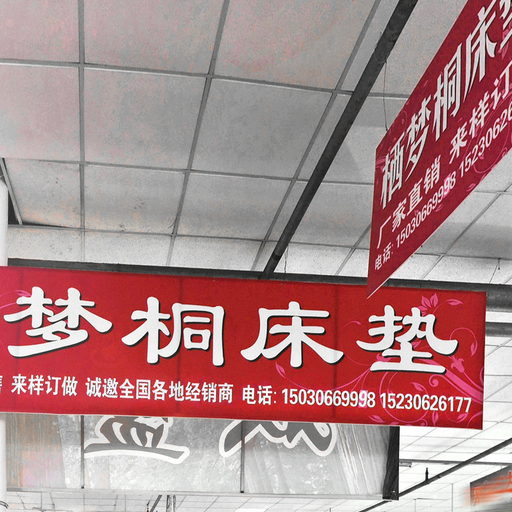 梦桐床垫
来样订做 诚邀全国各地经销商 电话: 15030669998 15230626177
栖梦桐床垫
厂家直销 来样订
电话: 15030669998 15230626